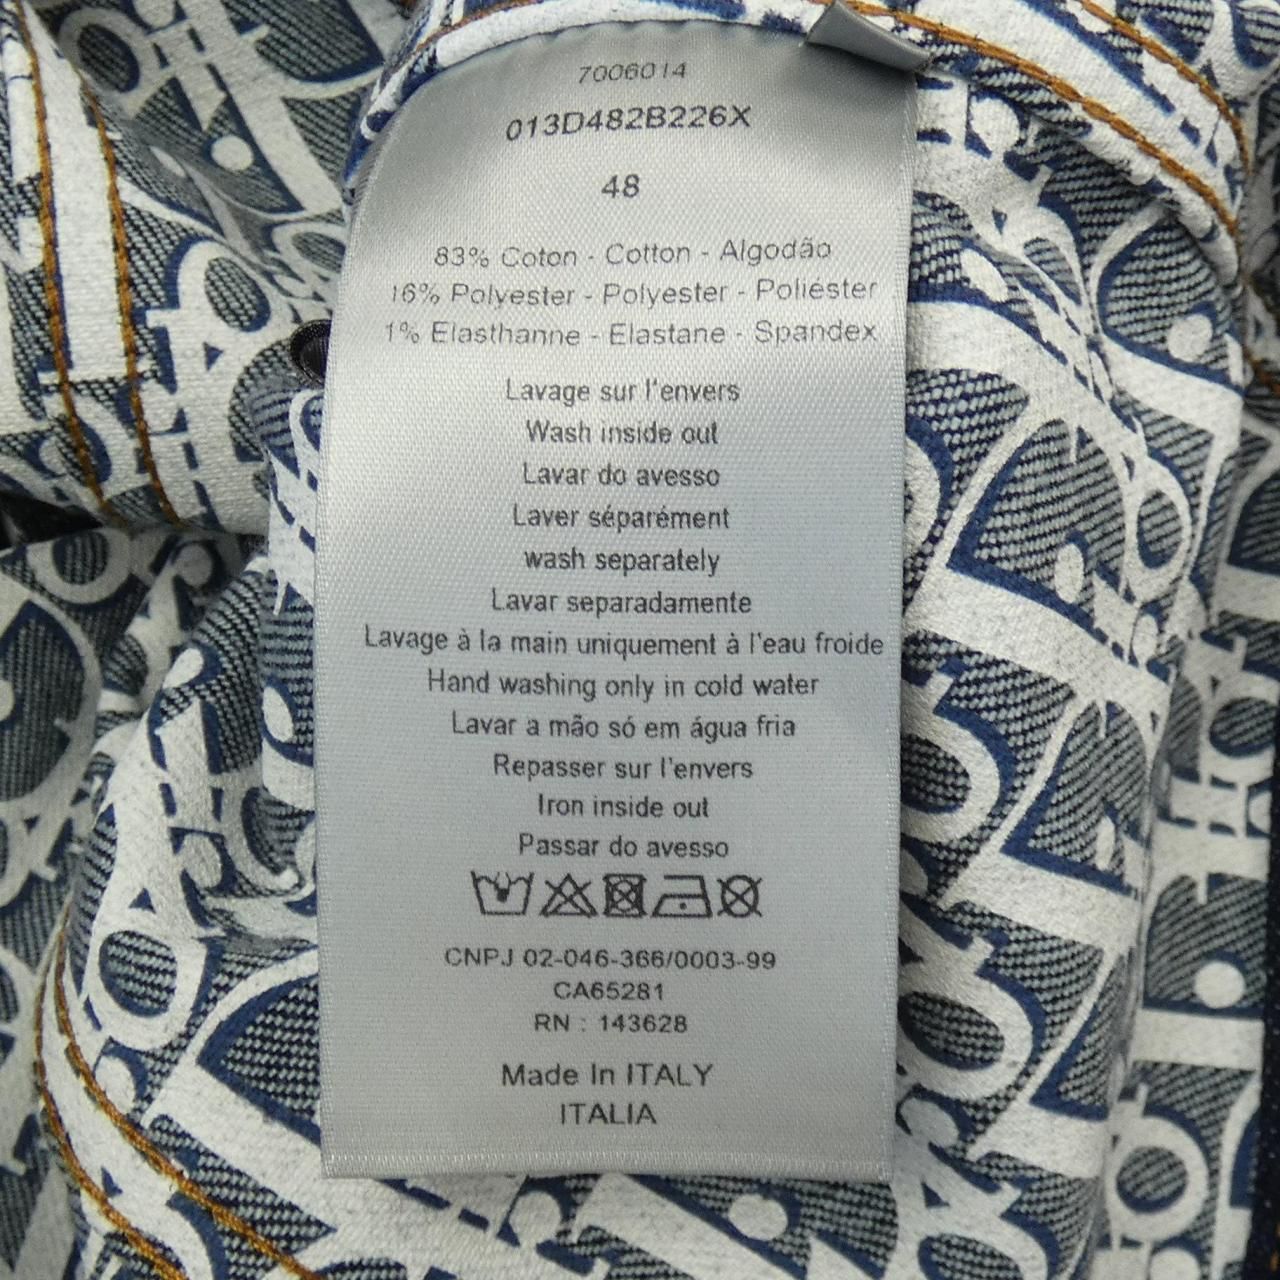 7006014
013D482B226X
48
83% Coton - Cotton - Algodão
16% Polyester - Polyester - Poliéster
1% Elasthanne - Elastane - Spandex
Lavage sur l'envers
Wash inside out
Lavar do avesso
Laver séparément
wash separately
Lavar separadamente
Lavage à la main uniquement à l'eau froide
Hand washing only in cold water
Lavar a mão só em água fria
Repasser sur l'envers
Iron inside out
Passar do avesso
CNPJ 02-046-366/0003-99
CA65281
RN : 143628
Made In ITALY
ITALIA